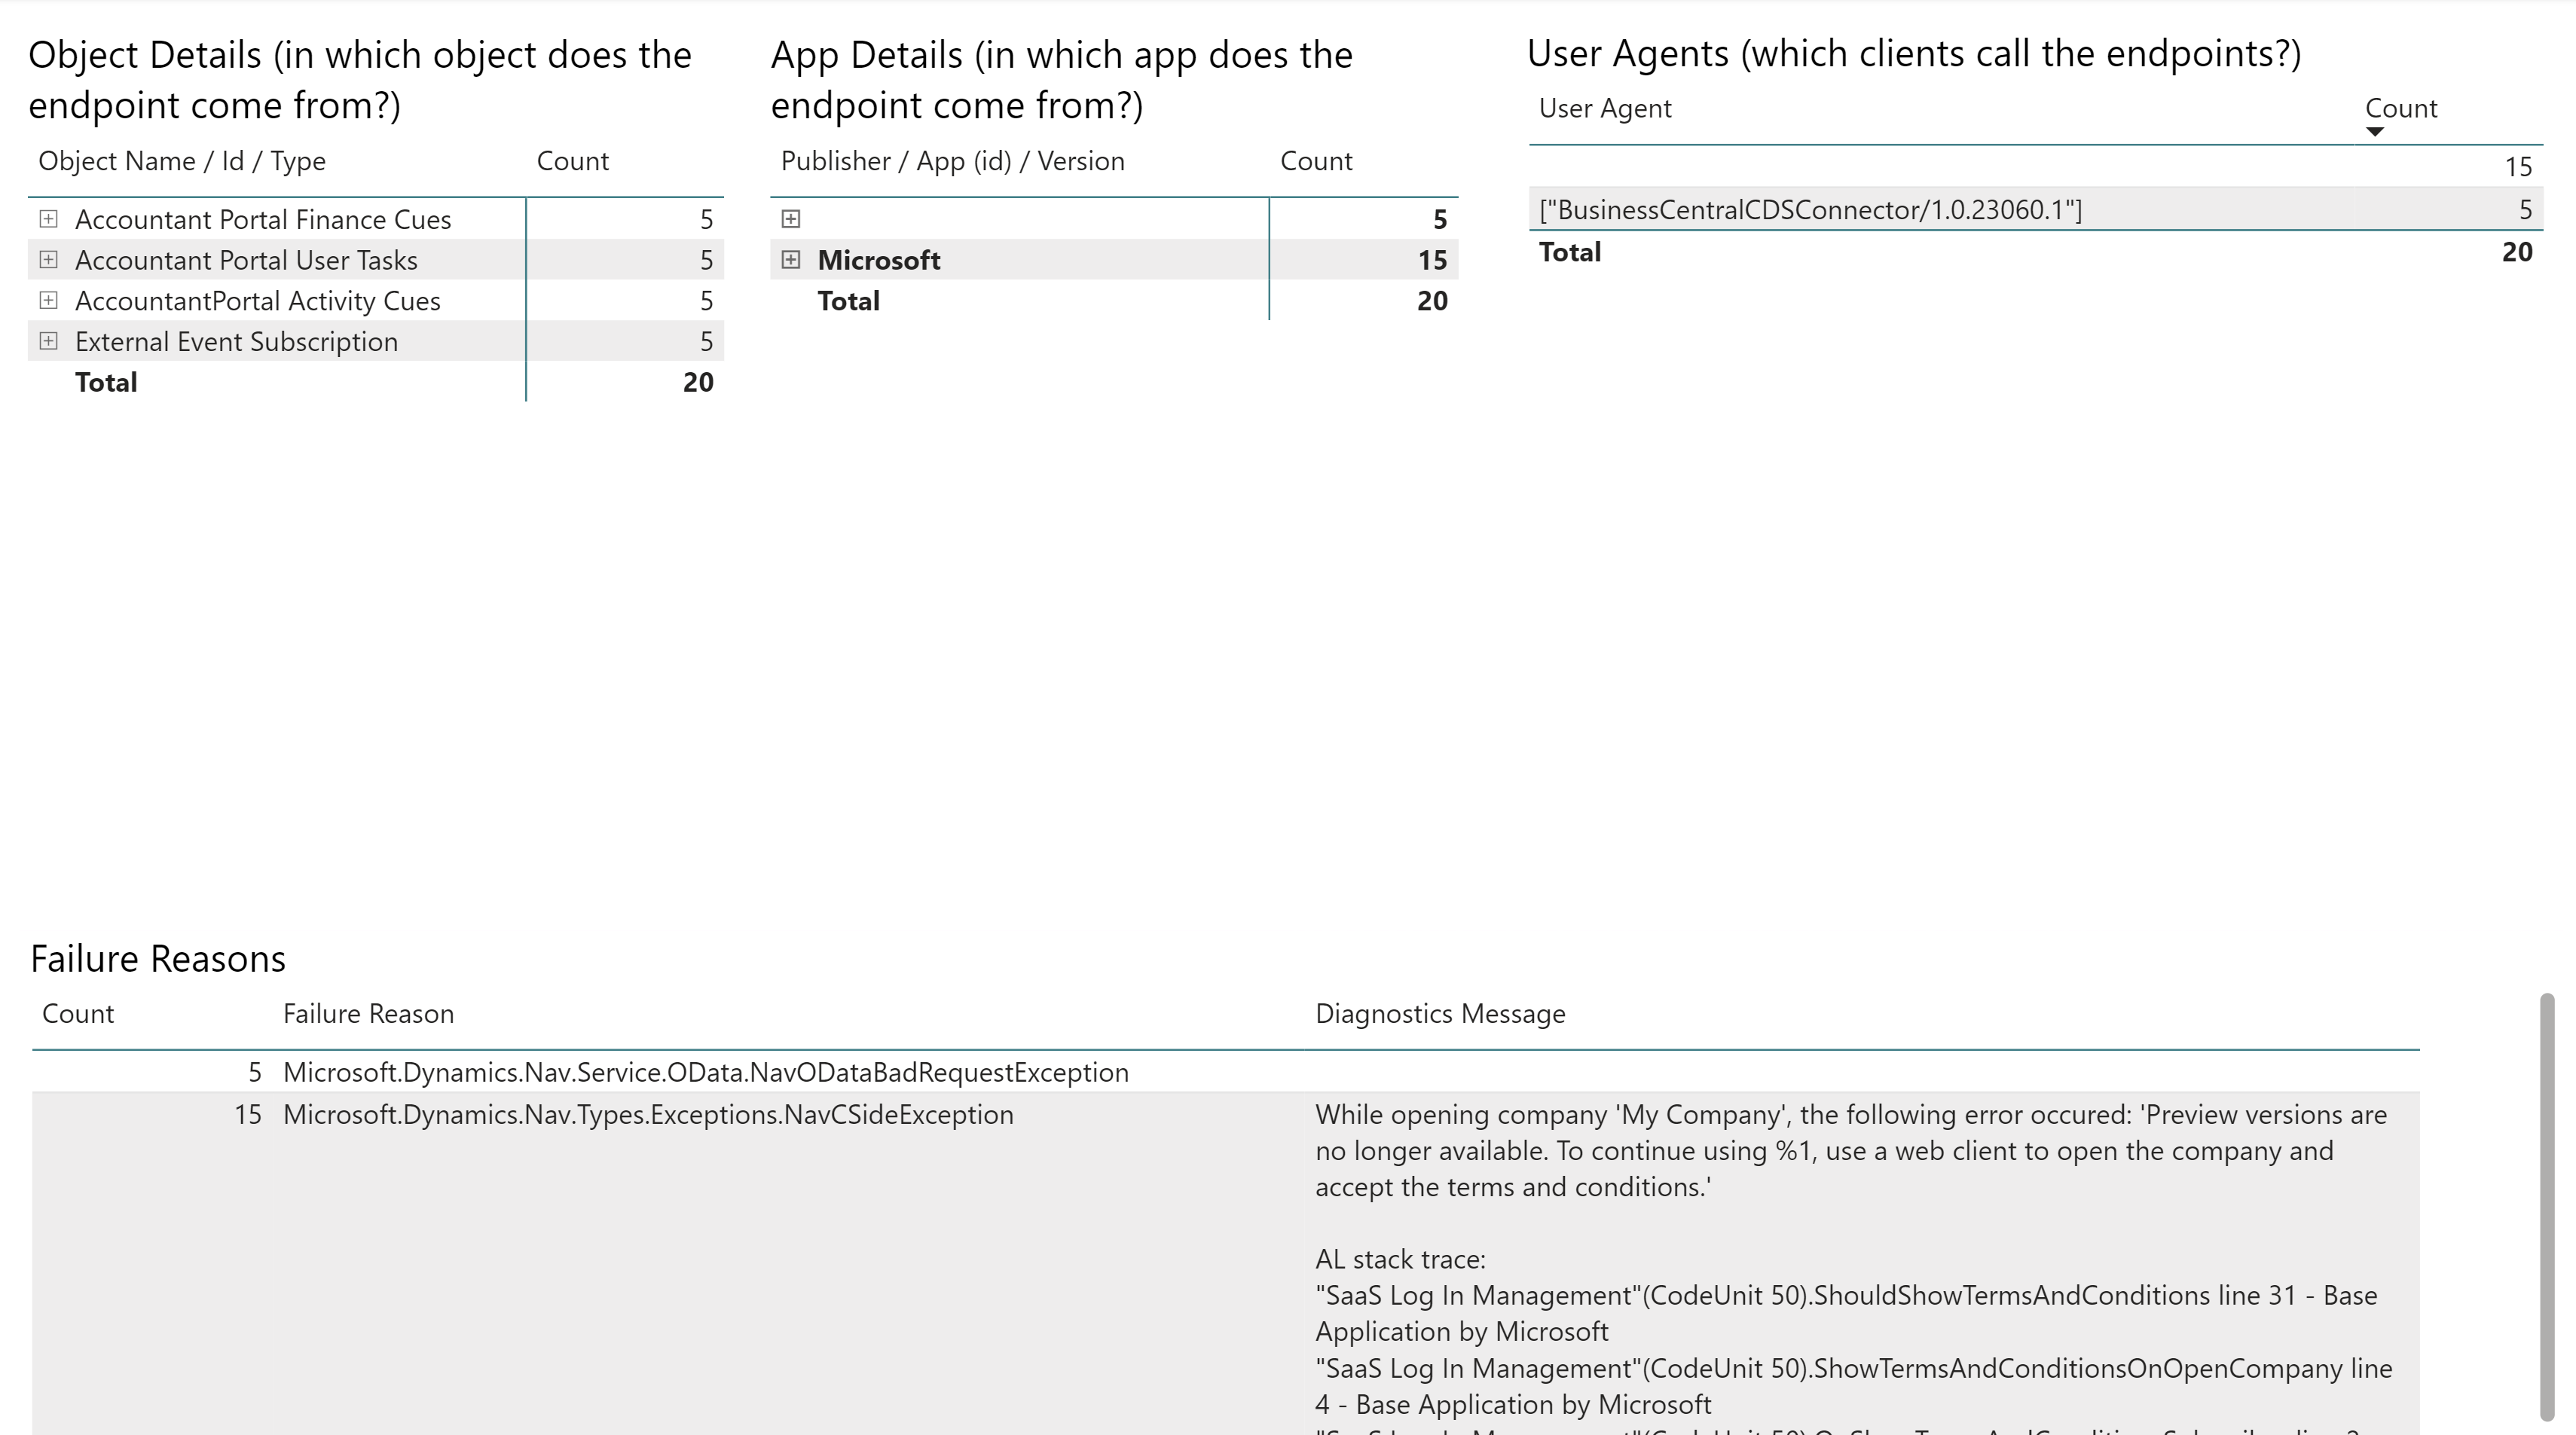 Object Details (in which object does the
endpoint come from?)
Object Name / Id / Type Count
Accountant Portal Finance Cues 5
Accountant Portal User Tasks 5
AccountantPortal Activity Cues 5
External Event Subscription 5
Total 20
App Details (in which app does the
endpoint come from?)
Publisher / App (id) / Version Count
5
Microsoft 15
Total 20
User Agents (which clients call the endpoints?)
User Agent Count
15
["BusinessCentralCDSConnector/1.0.23060.1"] 5
Total 20
Failure Reasons
Count Failure Reason Diagnostics Message
5 Microsoft.Dynamics.Nav.Service.OData.NavODataBadRequestException
15 Microsoft.Dynamics.Nav.Types.Exceptions.NavCSideException While opening company 'My Company', the following error occured: 'Preview versions are
no longer available. To continue using %1, use a web client to open the company and
accept the terms and conditions.'
AL stack trace:
"SaaS Log In Management"(CodeUnit 50).ShouldShowTermsAndConditions line 31 - Base
Application by Microsoft
"SaaS Log In Management"(CodeUnit 50).ShowTermsAndConditionsOnOpenCompany line
4 - Base Application by Microsoft